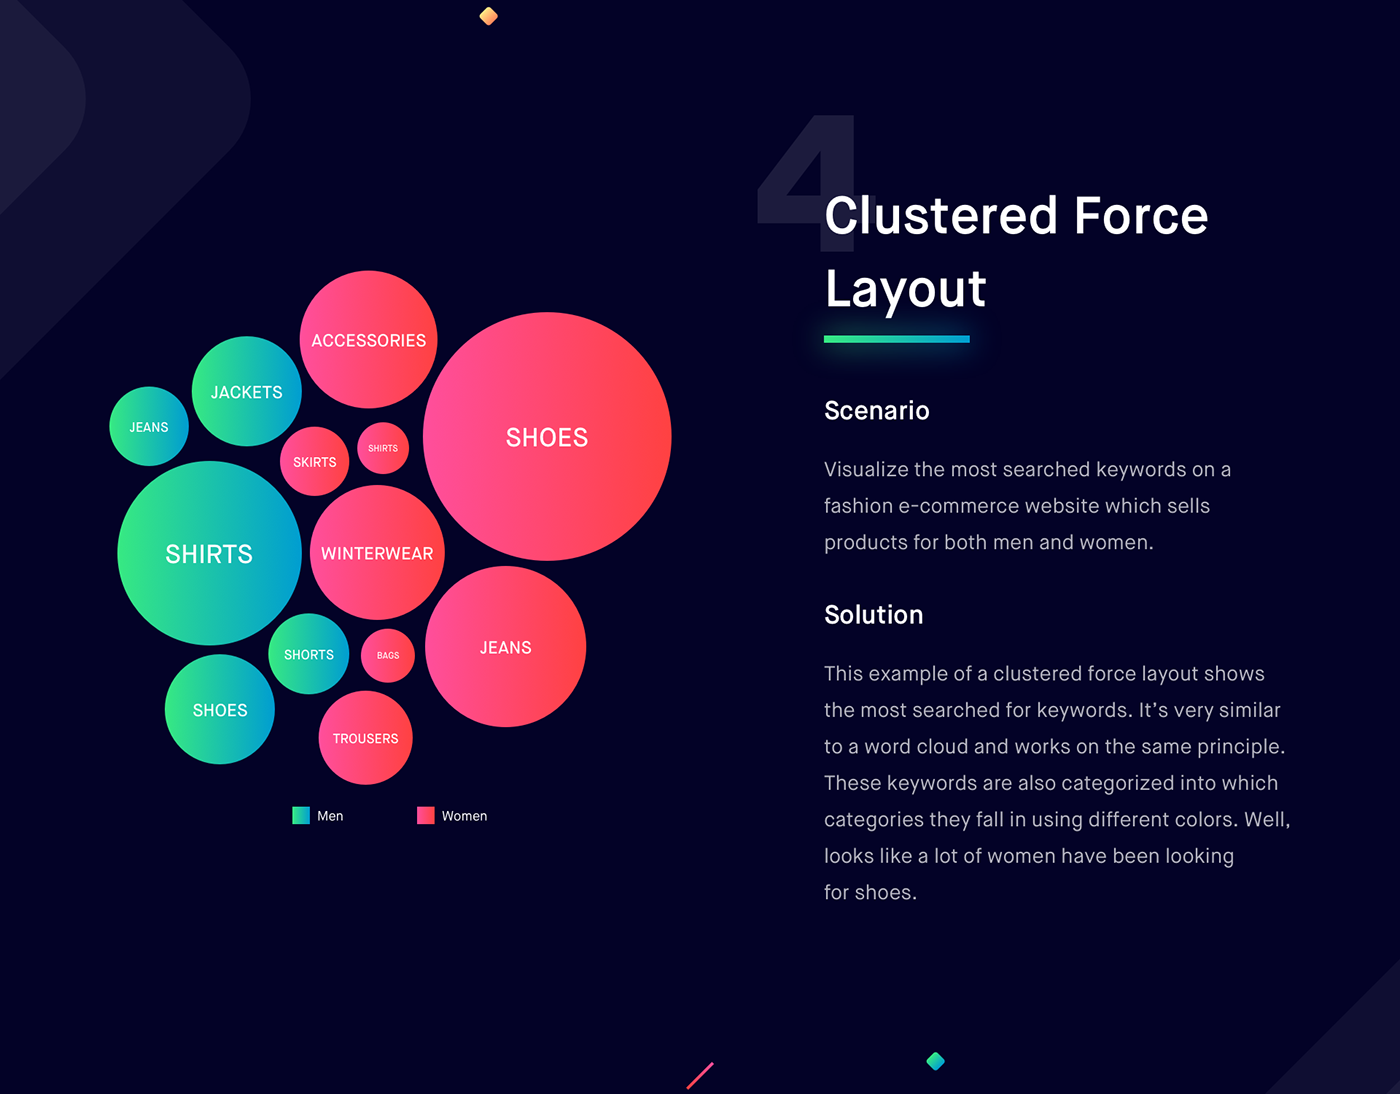 4
Clustered Force
Layout
ACCESSORIES
JACKETS
SHOES
JEANS
SKIRTS
SHIRTS
SHIRTS
WINTERWEAR
JEANS
SHORTS
BAGS
SHOES
TROUSERS
Men
Women
Scenario
Visualize the most searched keywords on a
fashion e-commerce website which sells
products for both men and women.
Solution
This example of a clustered force layout shows
the most searched for keywords. It's very similar
to a word cloud and works on the same principle.
These keywords are also categorized into which
categories they fall in using different colors. Well,
looks like a lot of women have been looking
for shoes.